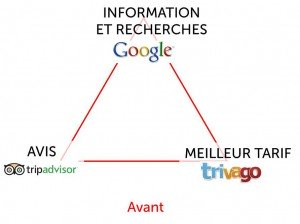 INFORMATION
ET RECHERCHES
Google
AVIS
tripadvisor
MEILLEUR TARIF
trivago
Avant